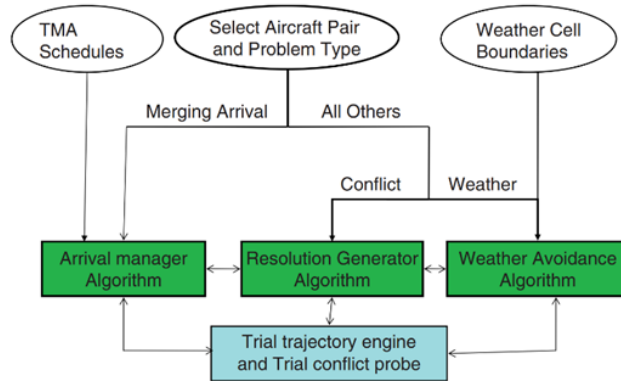 TMA
Schedules
Select Aircraft Pair
and Problem Type
Weather Cell
Boundaries
Merging Arrival
All Others
Conflict
Weather
Arrival manager
Algorithm
Resolution Generator
Algorithm
Weather Avoidance
Algorithm
Trial trajectory engine
and Trial conflict probe